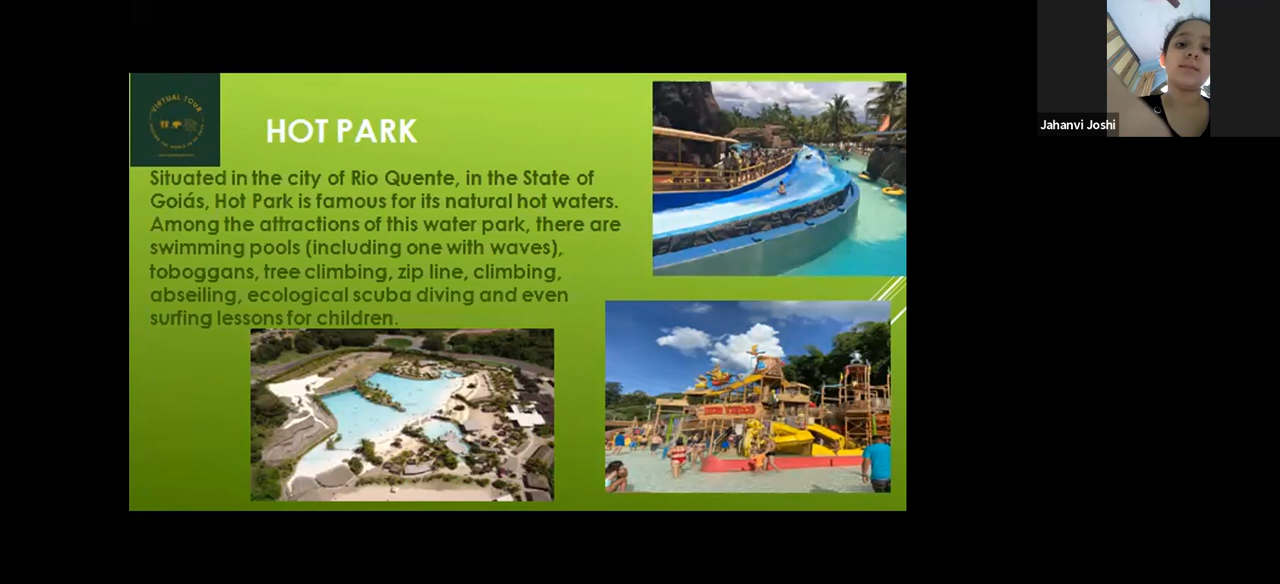 VIRTUAL TOUR
HOT PARK
Situated in the city of Rio Quente, in the State of
Goiás, Hot Park is famous for its natural hot waters.
Among the attractions of this water park, there are
swimming pools (including one with waves),
toboggans, tree climbing, zip line, climbing,
abseiling, ecological scuba diving and even
surfing lessons for children.
Jahanvi Joshi